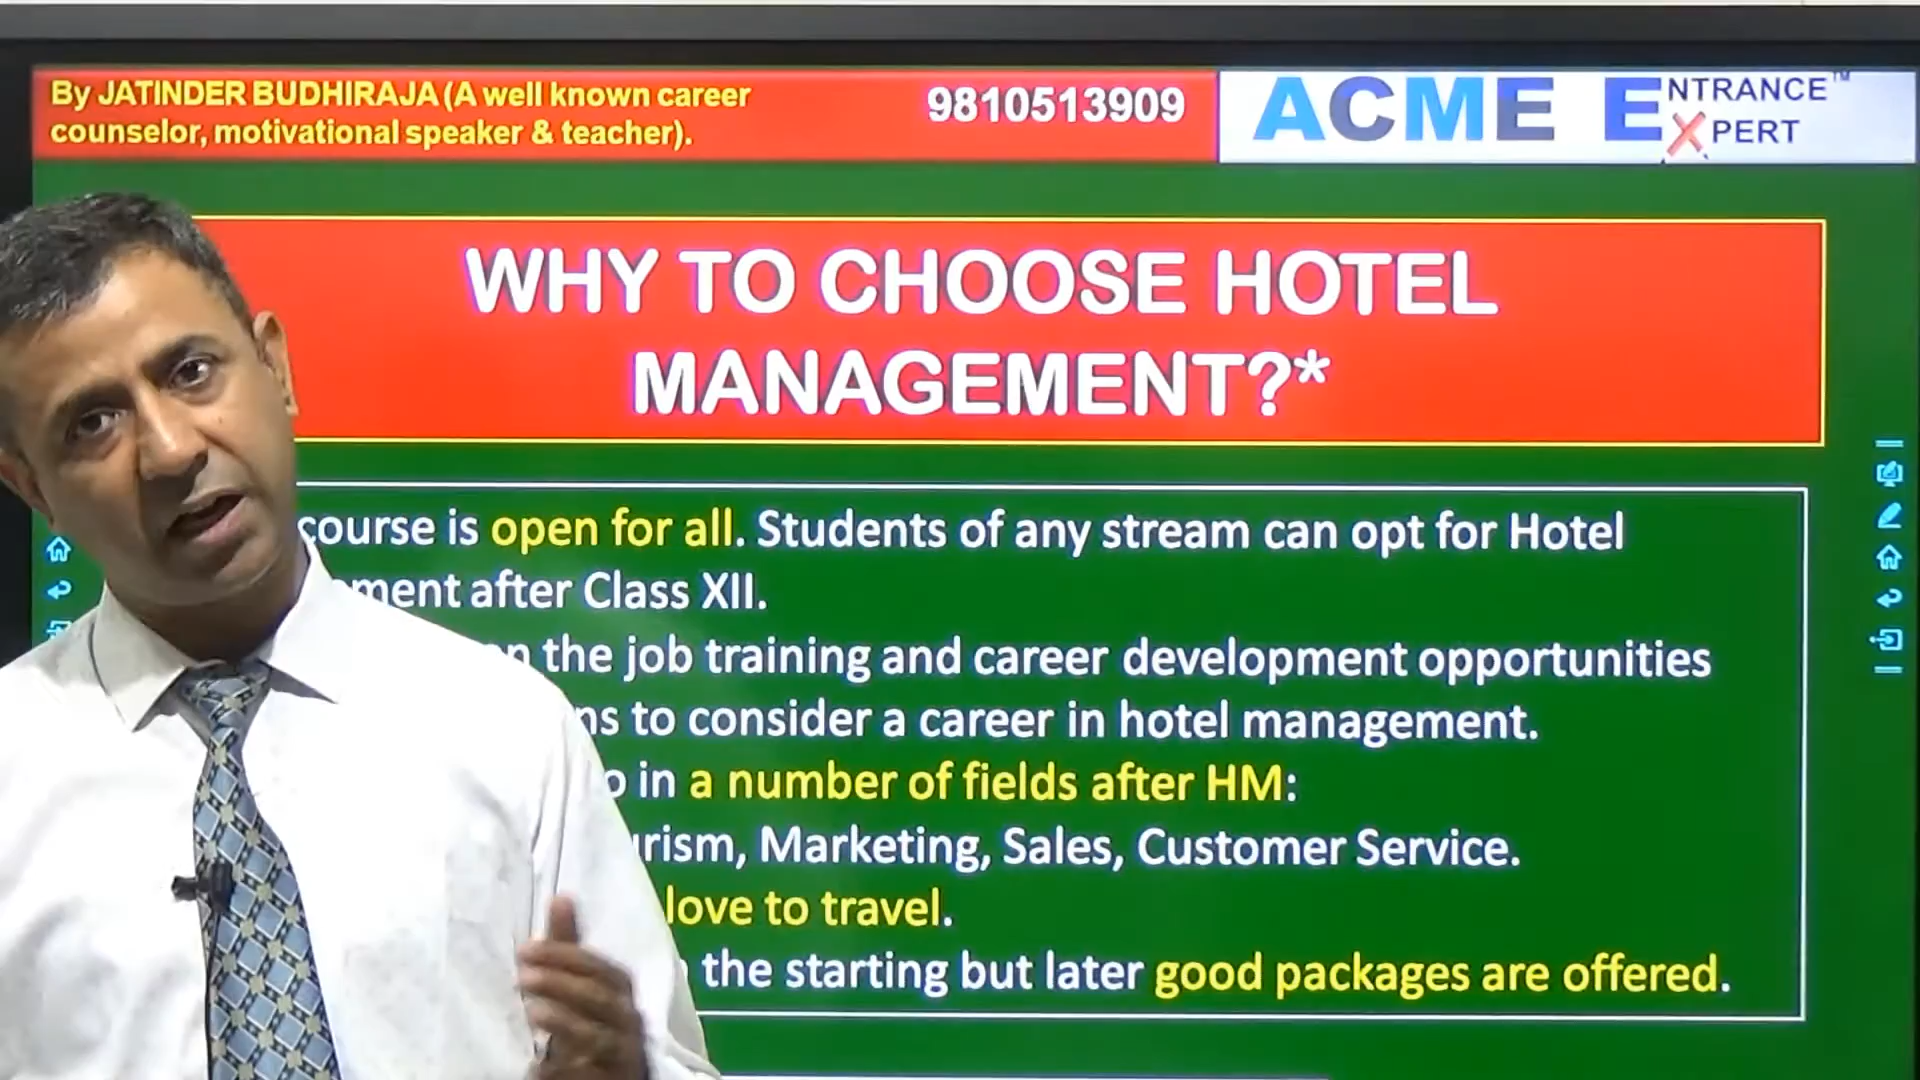 By JATINDER BUDHIRAJA (A well known career
counselor, motivational speaker & teacher).
9810513909
ACME ENTRANCE™
EXPERT
WHY TO CHOOSE HOTEL
MANAGEMENT?*
course is open for all. Students of any stream can opt for Hotel
ment after Class XII.
the job training and career development opportunities
ns to consider a career in hotel management.
in a number of fields after HM:
rism, Marketing, Sales, Customer Service.
love to travel.
the starting but later good packages are offered.